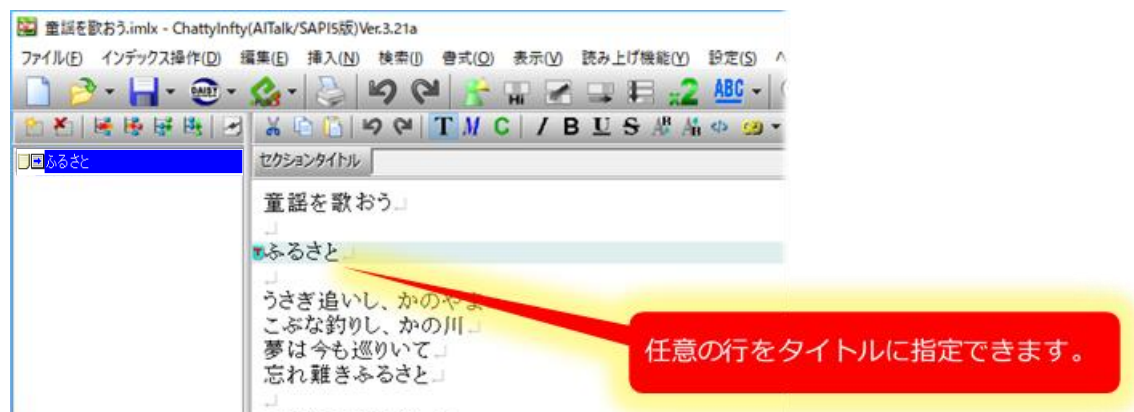 童謡を歌おう.imlx - ChattyInfty(AITalk/SAPI5版)Ver.3.21a
ファイル(F) インデックス操作(D) 編集(E) 挿入(N) 検索(I) 書式(O) 表示(V) 読み上げ機能(Y) 設定(S)
DAISY Hi 2 ABC
T M C I B U S
ふるさと
セクションタイトル
童謡を歌おう
ふるさと
うさぎ追いし、かのやま
こぶな釣りし、かの川
夢は今も巡りいて
忘れ難きふるさと
任意の行をタイトルに指定できます。